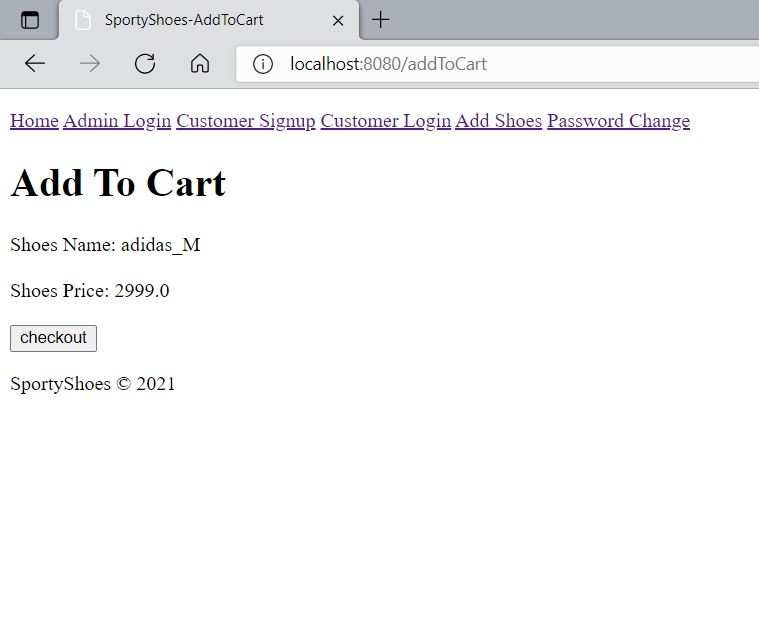 SportyShoes-AddToCart
localhost:8080/addToCart
Home Admin Login Customer Signup Customer Login Add Shoes Password Change
Add To Cart
Shoes Name: adidas_M
Shoes Price: 2999.0
checkout
SportyShoes © 2021